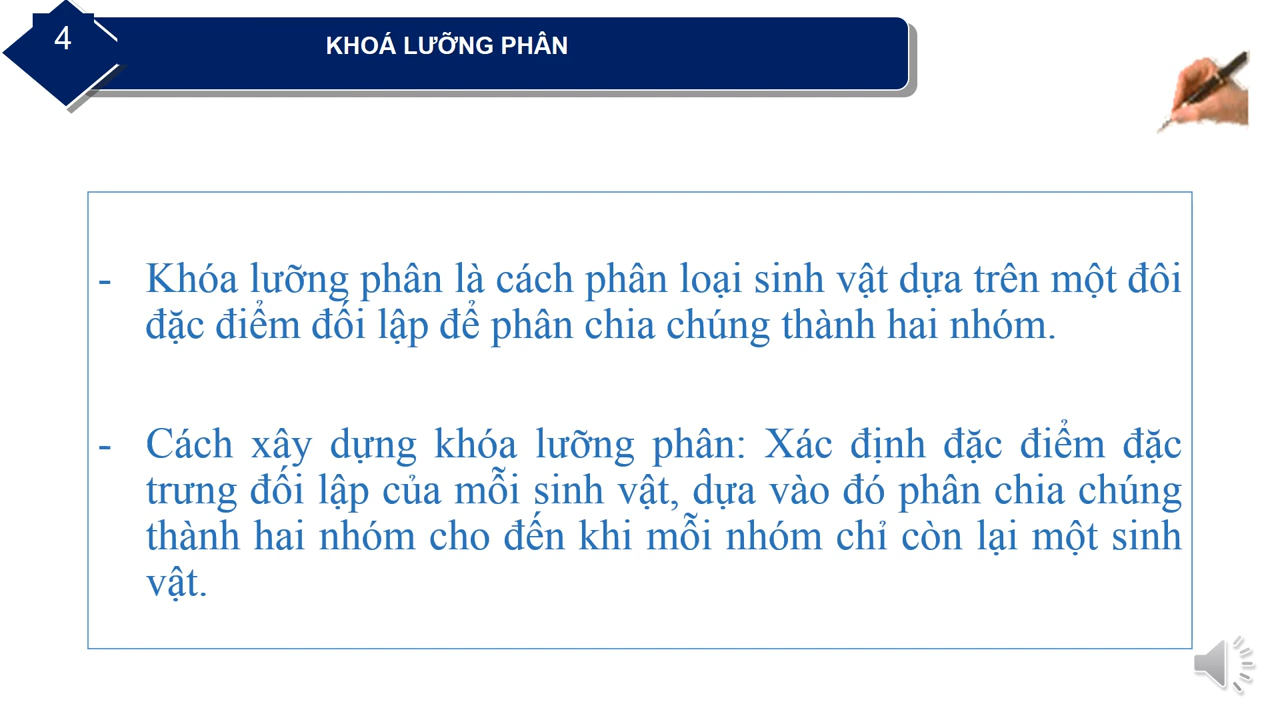 4
KHOÁ LƯỠNG PHÂN
- Khóa lưỡng phân là cách phân loại sinh vật dựa trên một đôi
đặc điểm đối lập để phân chia chúng thành hai nhóm.
- Cách xây dựng khóa lưỡng phân: Xác định đặc điểm đặc
trưng đối lập của mỗi sinh vật, dựa vào đó phân chia chúng
thành hai nhóm cho đến khi mỗi nhóm chỉ còn lại một sinh
vật.